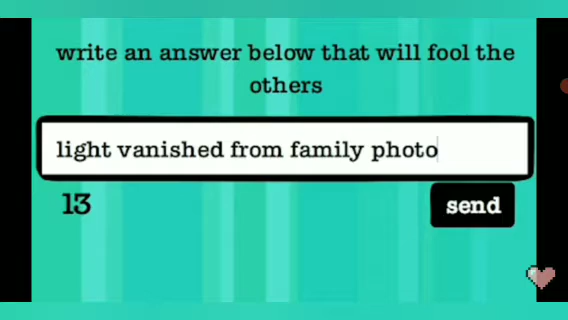 write an answer below that will fool the
others
light vanished from family photo
13
send